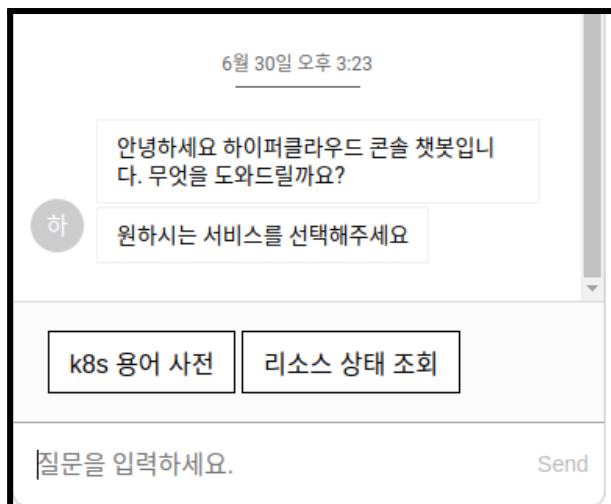 6월 30일 오후 3:23
안녕하세요 하이퍼클라우드 콘솔 챗봇입니
다. 무엇을 도와드릴까요?
하
원하시는 서비스를 선택해주세요
k8s 용어 사전
리소스 상태 조회
질문을 입력하세요.
Send